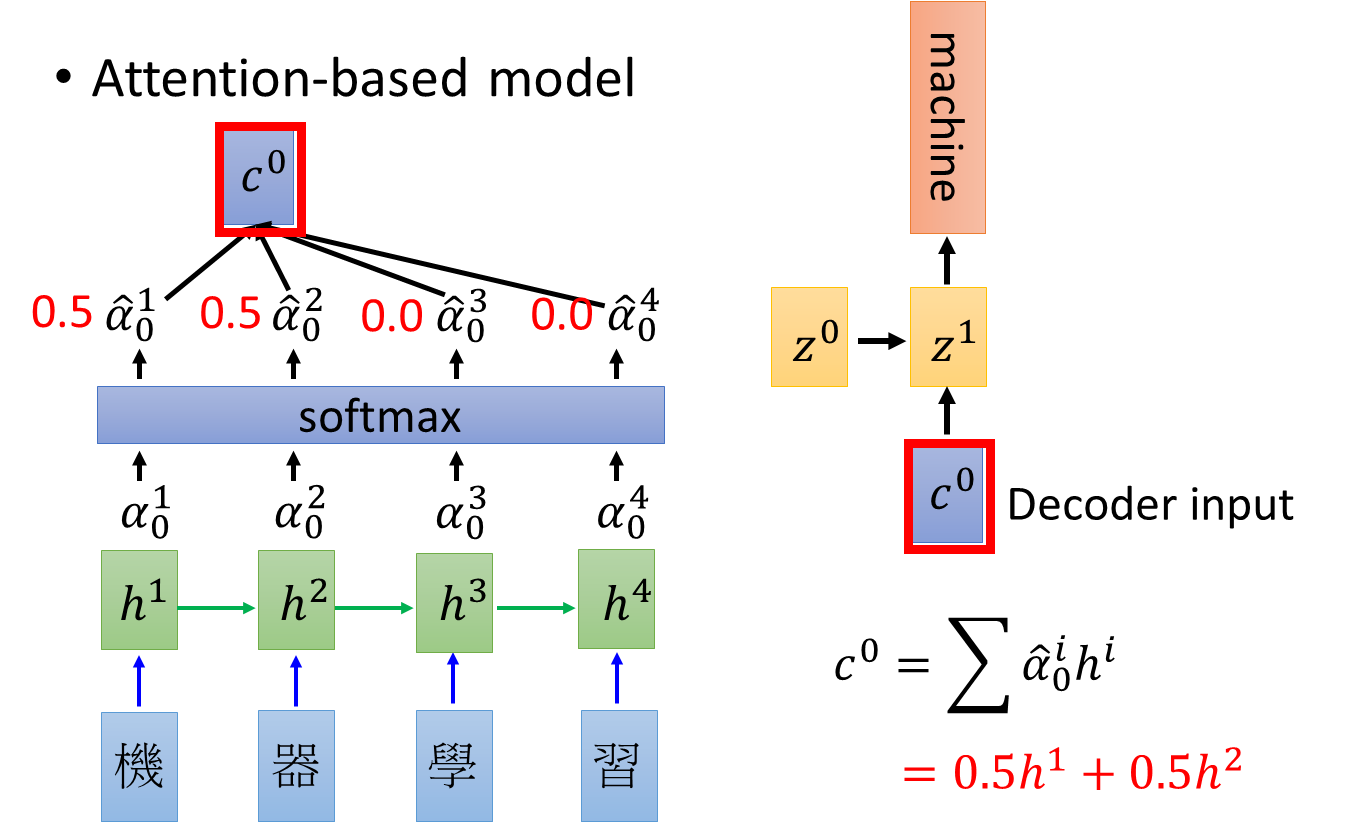 • Attention-based model
c⁰
0.5 α̂₀¹ 0.5 α̂₀² 0.0 α̂₀³ 0.0 α̂₀⁴
softmax
α₀¹ α₀² α₀³ α₀⁴
h¹ h² h³ h⁴
機 器 學 習
machine
z⁰ z¹
c⁰ Decoder input
c⁰ = ∑ α̂₀ⁱhⁱ
= 0.5h¹ + 0.5h²